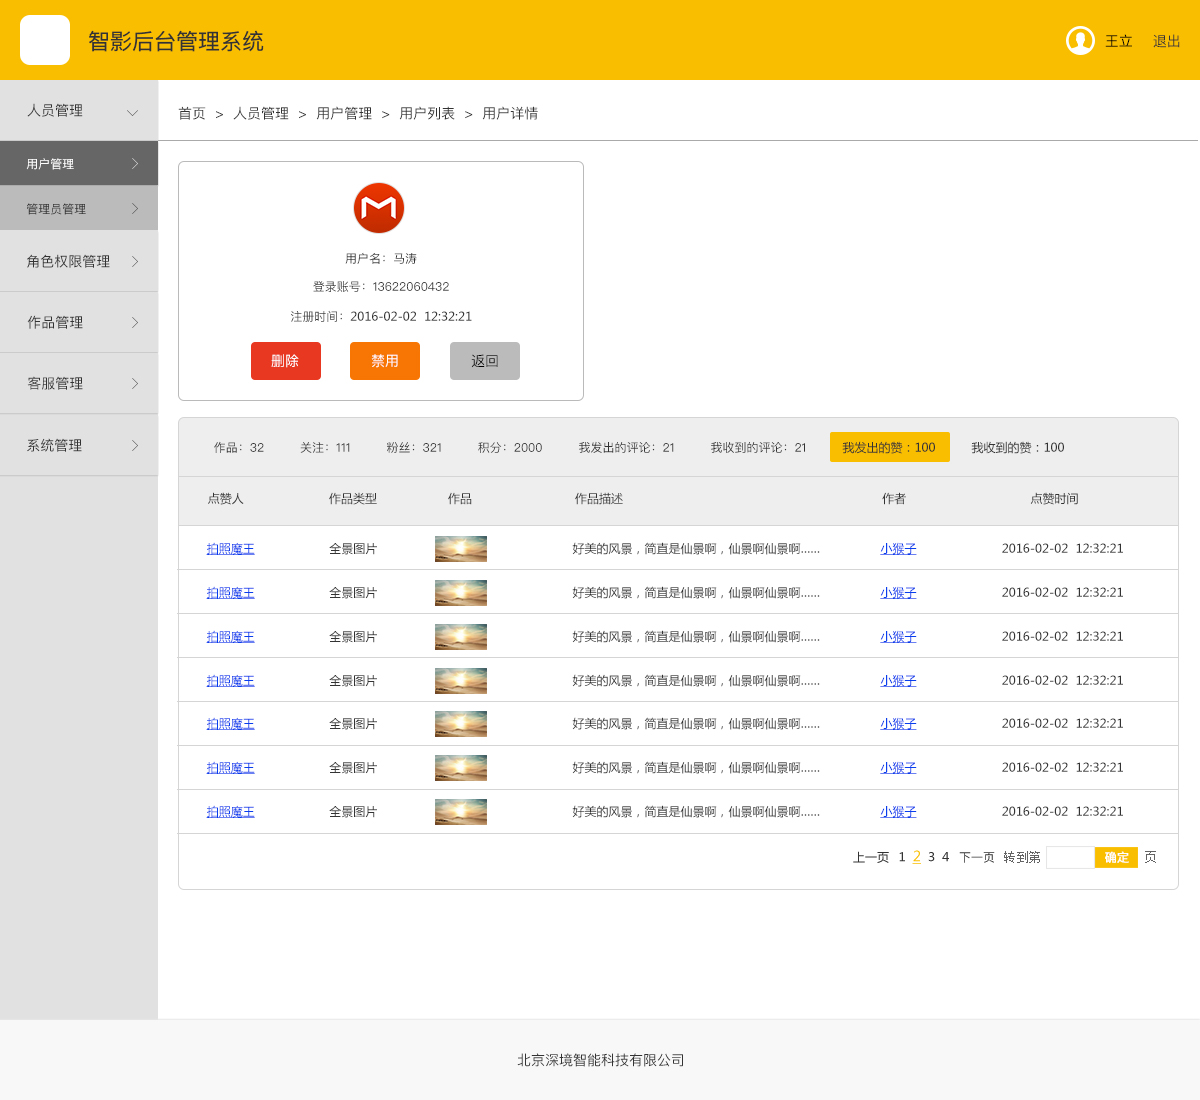 智影后台管理系统
王立 退出
人员管理
用户管理
管理员管理
角色权限管理
作品管理
客服管理
系统管理
首页 > 人员管理 > 用户管理 > 用户列表 > 用户详情
用户名：马涛
登录账号：13622060432
注册时间：2016-02-02 12:32:21
删除 禁用 返回
作品：32 关注：111 粉丝：321 积分：2000 我发出的评论：21 我收到的评论：21 我发出的赞：100 我收到的赞：100
点赞人 作品类型 作品 作品描述 作者 点赞时间
拍照魔王 全景图片 好美的风景，简直是仙景啊，仙景啊仙景啊...... 小猴子 2016-02-02 12:32:21
拍照魔王 全景图片 好美的风景，简直是仙景啊，仙景啊仙景啊...... 小猴子 2016-02-02 12:32:21
拍照魔王 全景图片 好美的风景，简直是仙景啊，仙景啊仙景啊...... 小猴子 2016-02-02 12:32:21
拍照魔王 全景图片 好美的风景，简直是仙景啊，仙景啊仙景啊...... 小猴子 2016-02-02 12:32:21
拍照魔王 全景图片 好美的风景，简直是仙景啊，仙景啊仙景啊...... 小猴子 2016-02-02 12:32:21
拍照魔王 全景图片 好美的风景，简直是仙景啊，仙景啊仙景啊...... 小猴子 2016-02-02 12:32:21
拍照魔王 全景图片 好美的风景，简直是仙景啊，仙景啊仙景啊...... 小猴子 2016-02-02 12:32:21
上一页 1 2 3 4 下一页 转到第 确定 页
北京深境智能科技有限公司